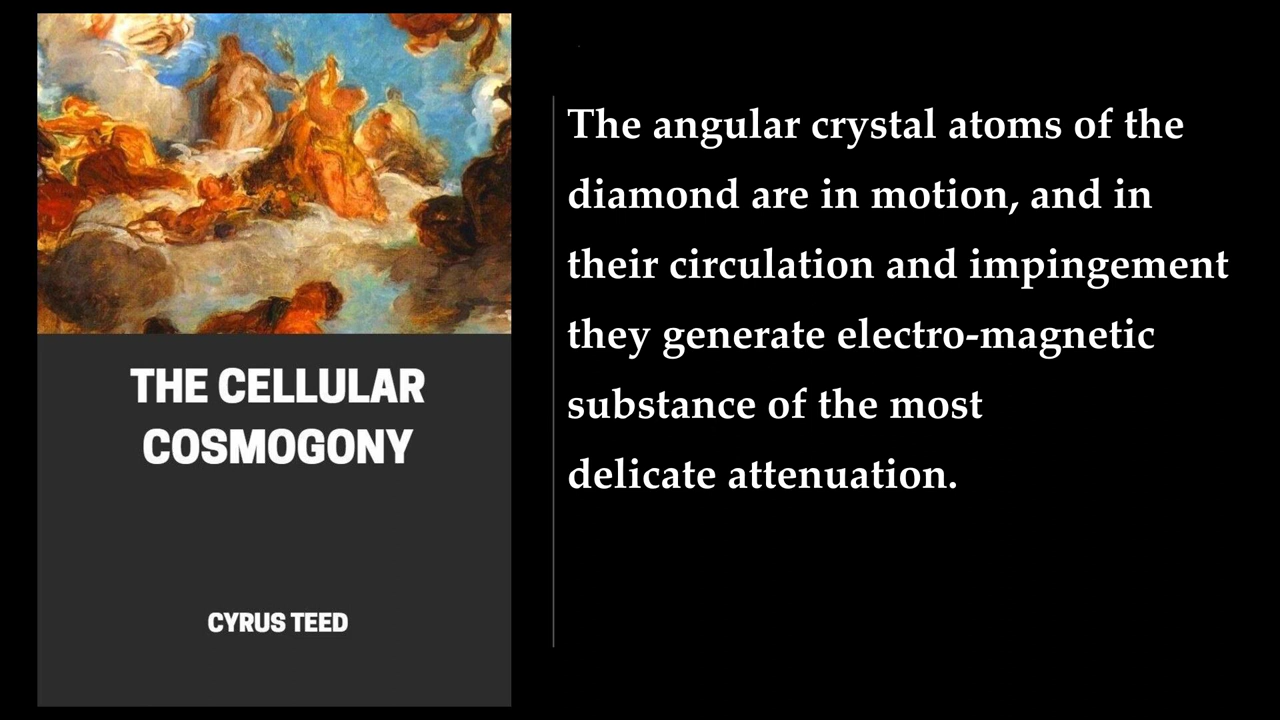 THE CELLULAR
COSMOGONY
CYRUS TEED
The angular crystal atoms of the
diamond are in motion, and in
their circulation and impingement
they generate electro-magnetic
substance of the most
delicate attenuation.